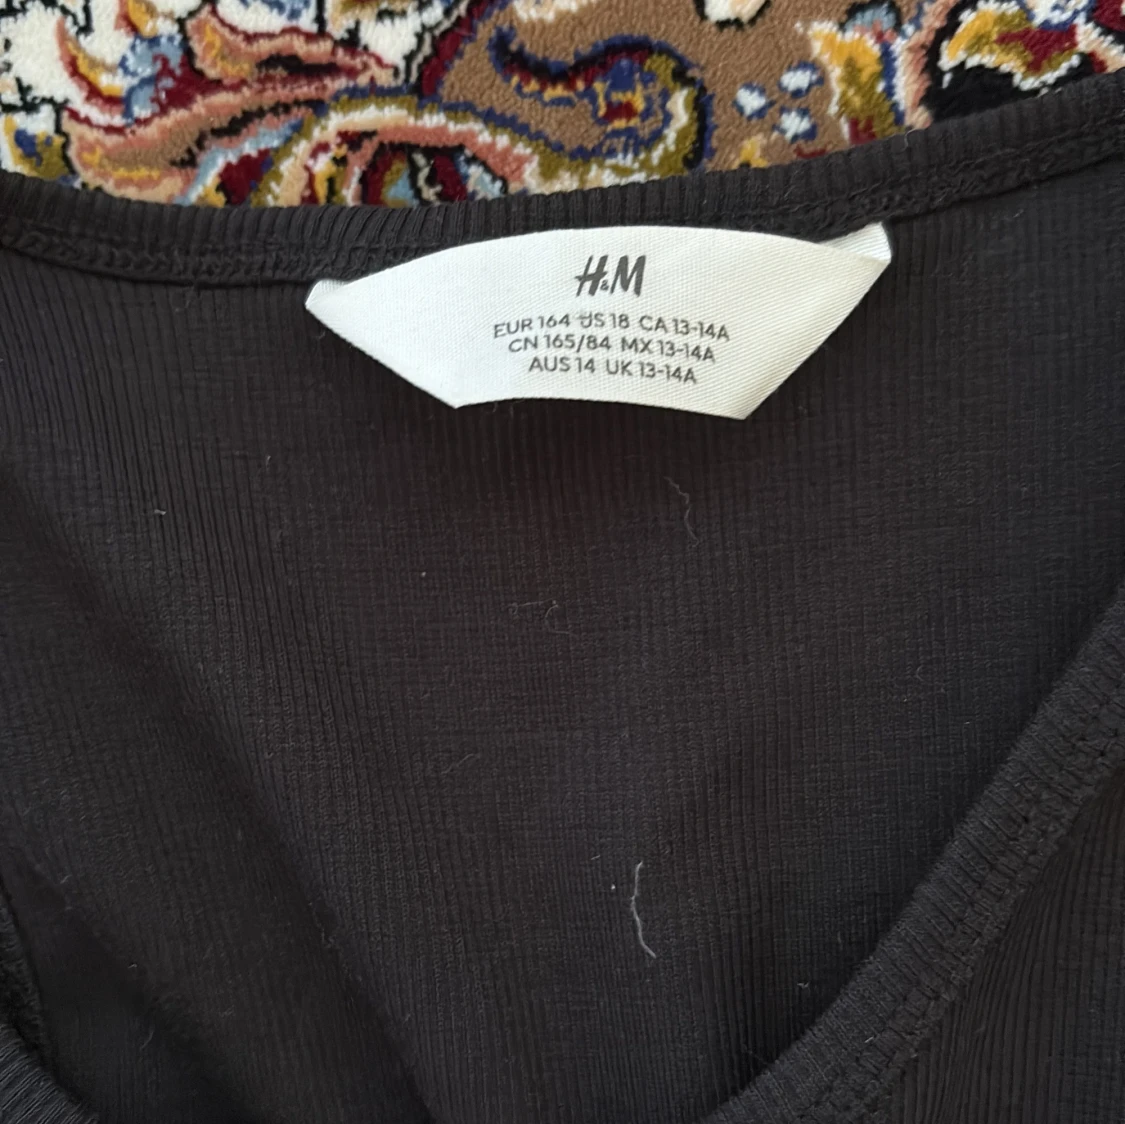 H&M
EUR 164 US 18 CA 13-14A
CN 165/84 MX 13-14A
AUS 14 UK 13-14A